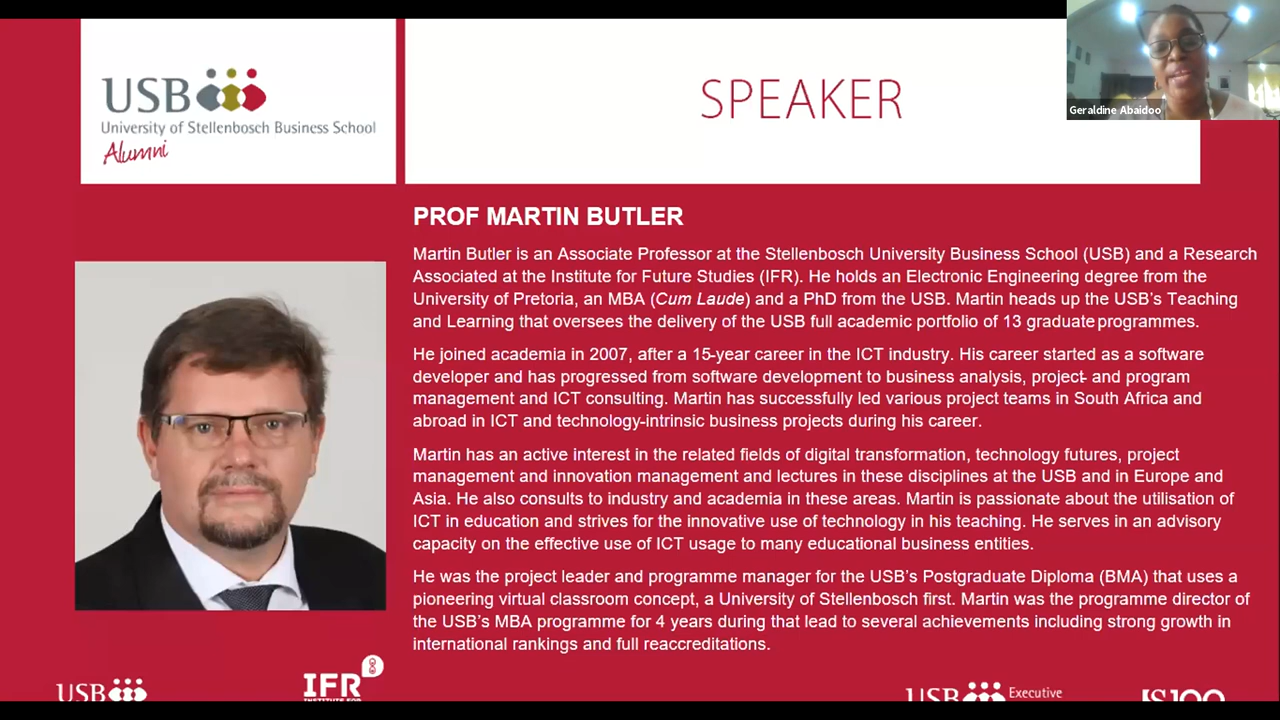 USB
University of Stellenbosch Business School
Alumni
SPEAKER
Geraldine Abaidoo
PROF MARTIN BUTLER
Martin Butler is an Associate Professor at the Stellenbosch University Business School (USB) and a Research
Associated at the Institute for Future Studies (IFR). He holds an Electronic Engineering degree from the
University of Pretoria, an MBA (Cum Laude) and a PhD from the USB. Martin heads up the USB's Teaching
and Learning that oversees the delivery of the USB full academic portfolio of 13 graduate programmes.
He joined academia in 2007, after a 15-year career in the ICT industry. His career started as a software
developer and has progressed from software development to business analysis, project- and program
management and ICT consulting. Martin has successfully led various project teams in South Africa and
abroad in ICT and technology-intrinsic business projects during his career.
Martin has an active interest in the related fields of digital transformation, technology futures, project
management and innovation management and lectures in these disciplines at the USB and in Europe and
Asia. He also consults to industry and academia in these areas. Martin is passionate about the utilisation of
ICT in education and strives for the innovative use of technology in his teaching. He serves in an advisory
capacity on the effective use of ICT usage to many educational business entities.
He was the project leader and programme manager for the USB's Postgraduate Diploma (BMA) that uses a
pioneering virtual classroom concept, a University of Stellenbosch first. Martin was the programme director of
the USB's MBA programme for 4 years during that lead to several achievements including strong growth in
international rankings and full reaccreditations.
USB
IFR
USB Executive